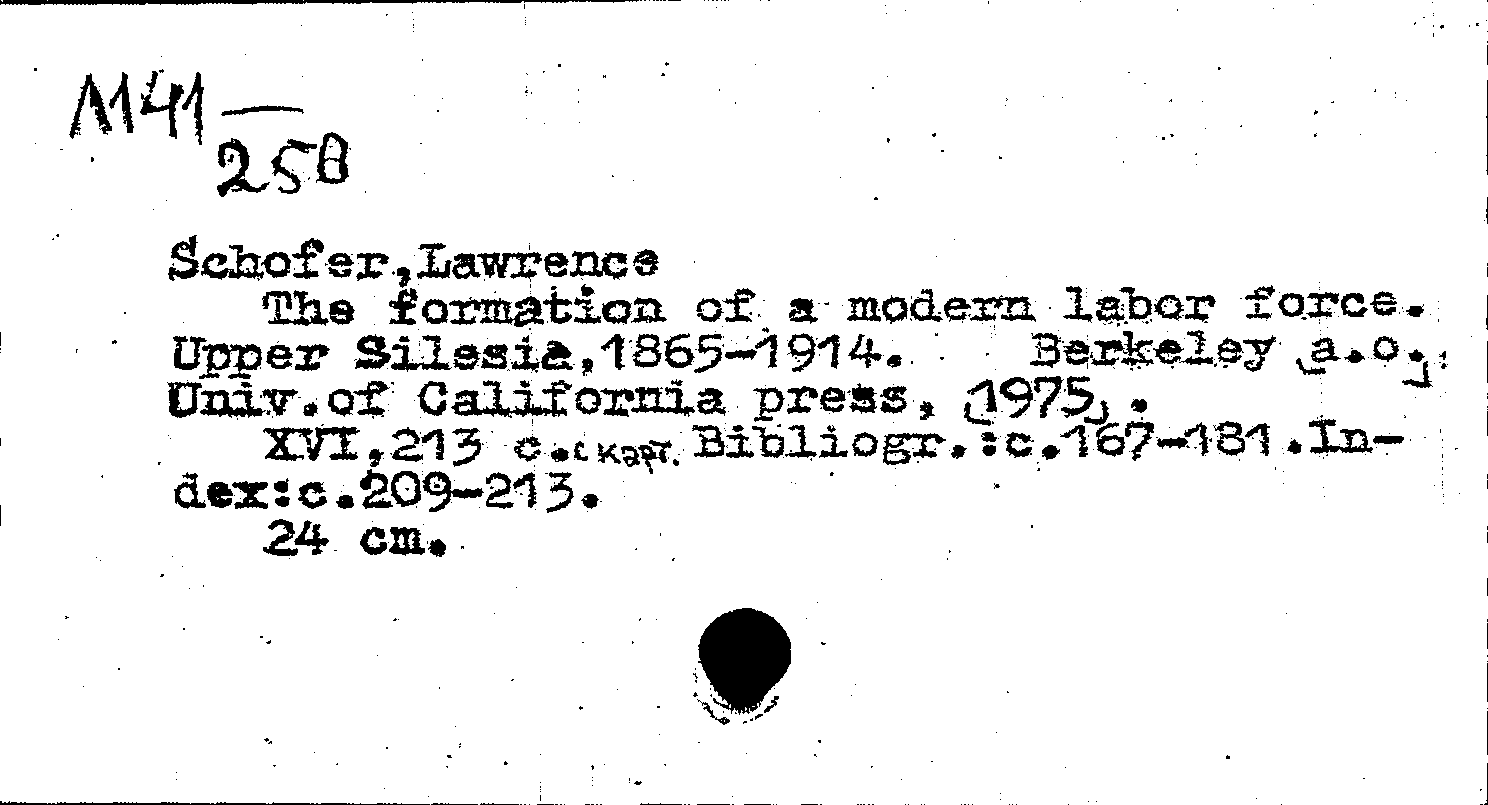 Л141—
258
Schofer,Lawrence
The formation of a modern labor force.
Upper Silesia,1865-1914. Berkeley [a.o.],
Univ.of California press, [1975].
XVI,213 с.с карт. Bibliogr.:с.167-181.In-
dex:с.209-213.
24 cm.